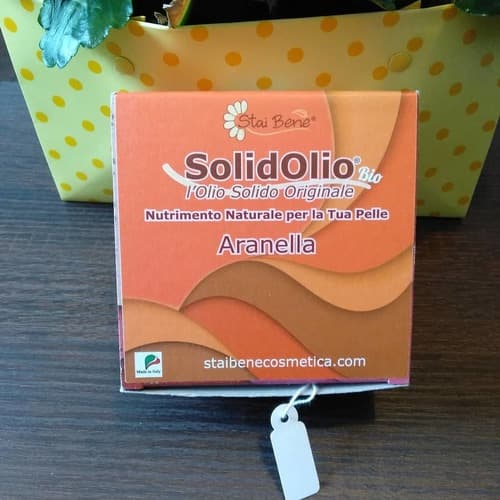 Stai Bene®
SolidOlio® Bio
l'Olio Solido Originale
Nutrimento Naturale per la Tua Pelle
Aranella
Made in Italy
staibenecosmetica.com